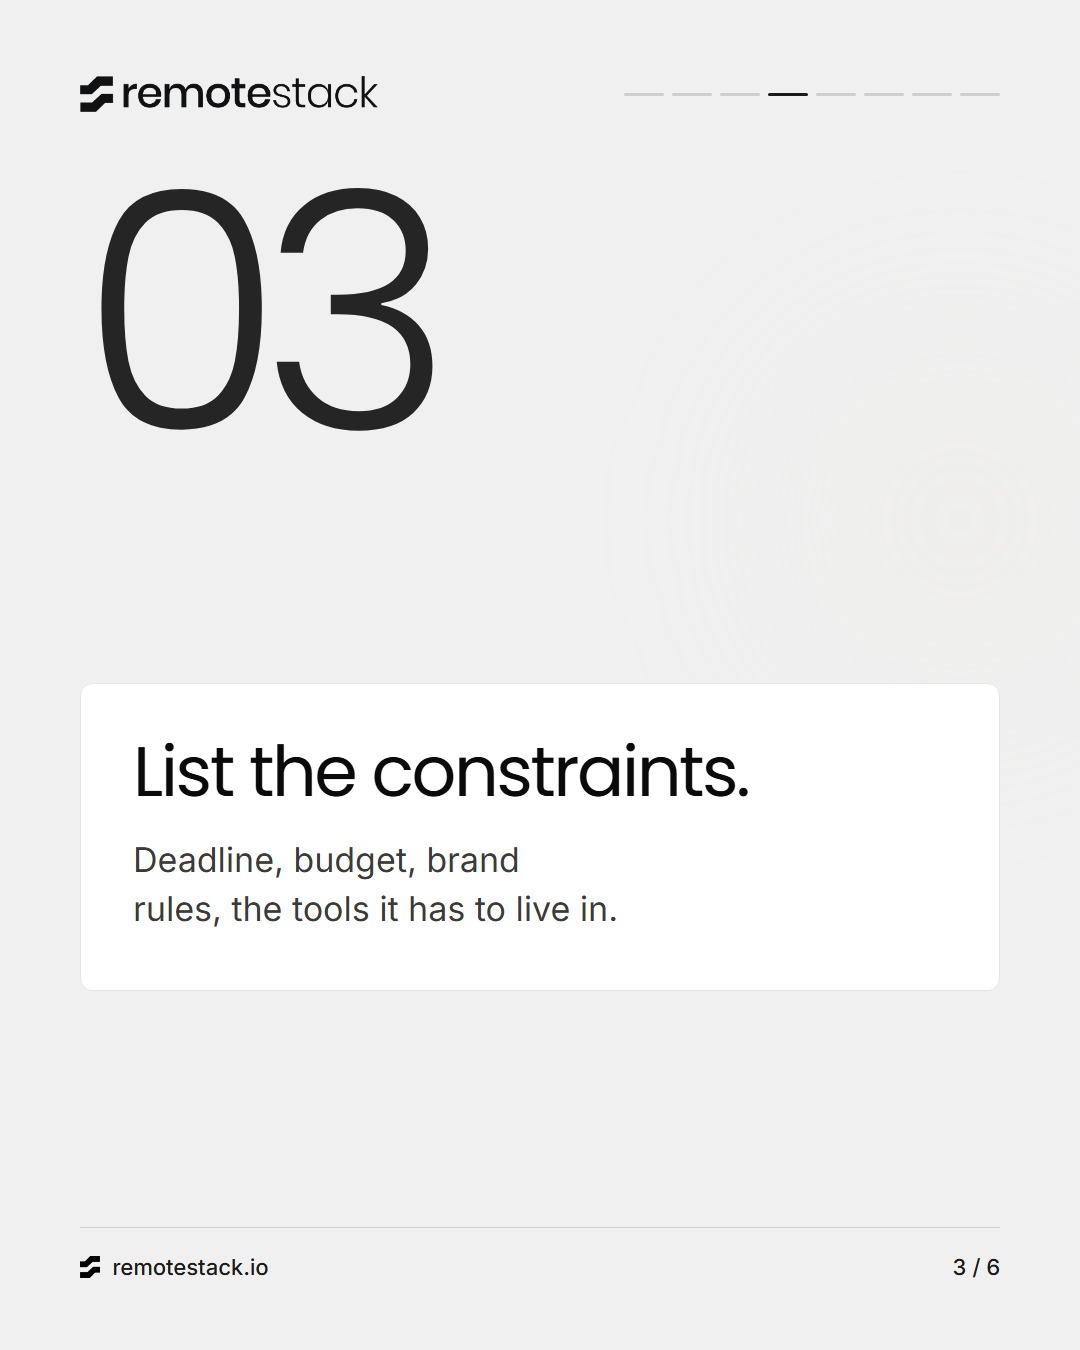 remotestack
03
List the constraints.
Deadline, budget, brand
rules, the tools it has to live in.
remotestack.io
3 / 6